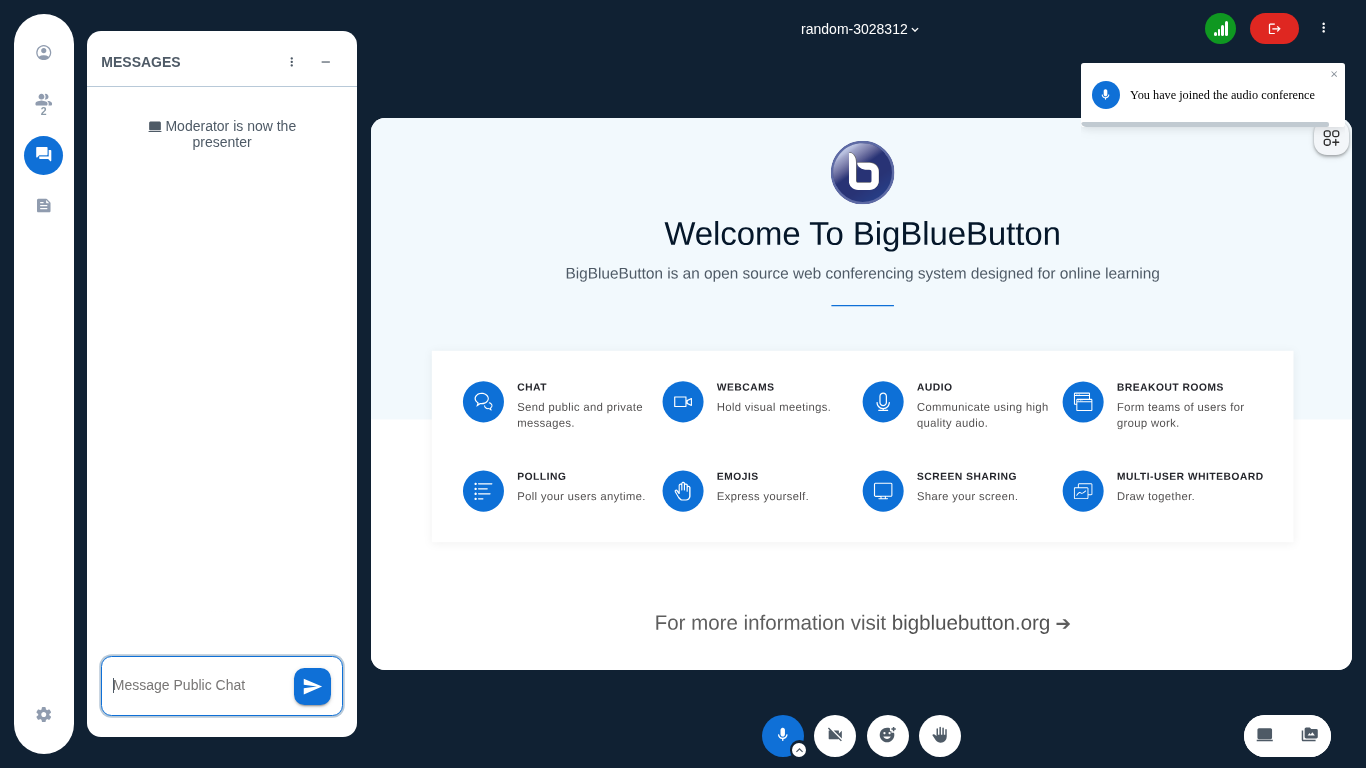 random-3028312
2
MESSAGES
Moderator is now the
presenter
Message Public Chat
You have joined the audio conference
Welcome To BigBlueButton
BigBlueButton is an open source web conferencing system designed for online learning
CHAT
Send public and private
messages.
WEBCAMS
Hold visual meetings.
AUDIO
Communicate using high
quality audio.
BREAKOUT ROOMS
Form teams of users for
group work.
POLLING
Poll your users anytime.
EMOJIS
Express yourself.
SCREEN SHARING
Share your screen.
MULTI-USER WHITEBOARD
Draw together.
For more information visit bigbluebutton.org ➔